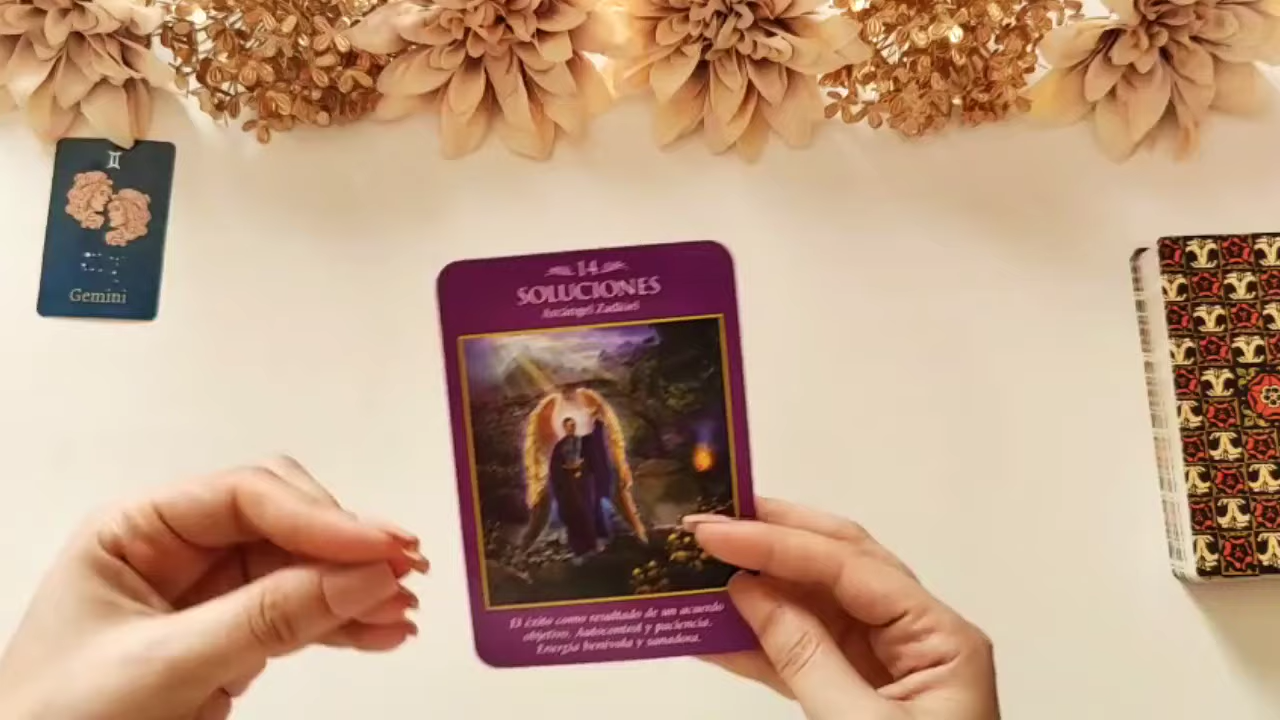 Gemini
14
SOLUCIONES
Arcángel Zadkiel
El éxito como resultado de un acuerdo
objetivo. Autocontrol y paciencia.
Energía benévola y sanadora.